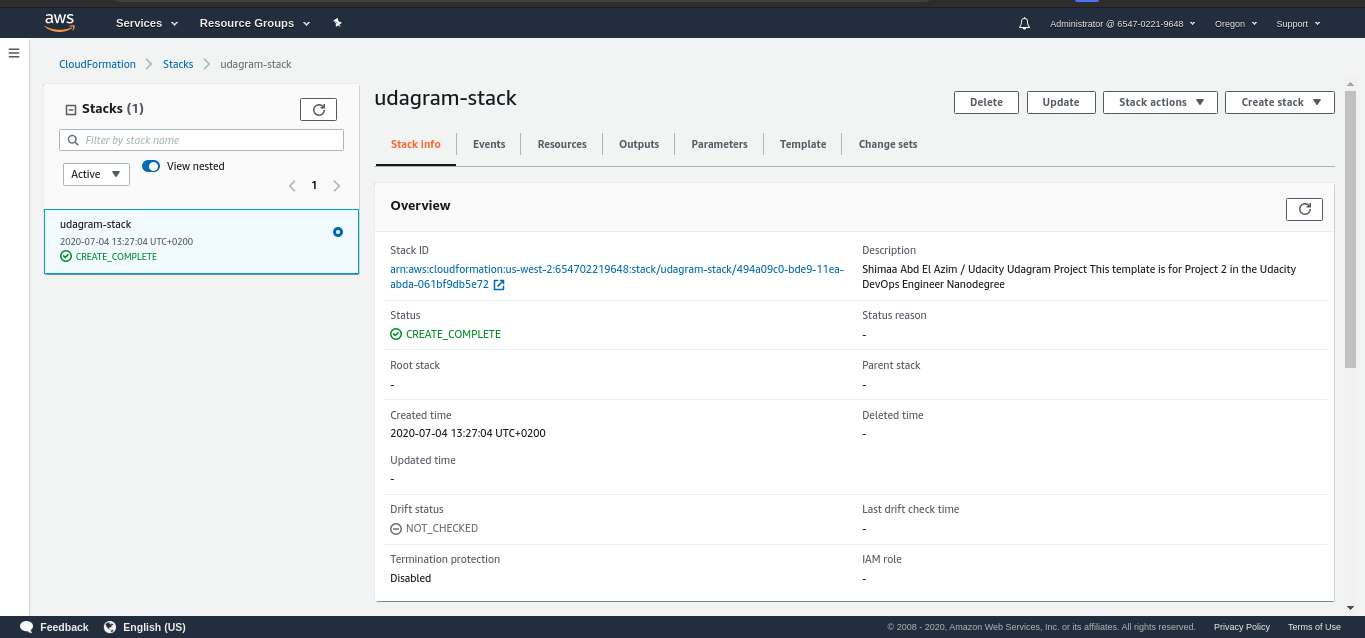 aws
Services
Resource Groups
Administrator @ 6547-0221-9648
Oregon
Support
CloudFormation
Stacks
udagram-stack
Stacks (1)
Filter by stack name
Active
View nested
1
udagram-stack
2020-07-04 13:27:04 UTC+0200
CREATE_COMPLETE
udagram-stack
Delete
Update
Stack actions
Create stack
Stack info
Events
Resources
Outputs
Parameters
Template
Change sets
Overview
Stack ID
arn:aws:cloudformation:us-west-2:654702219648:stack/udagram-stack/494a09c0-bde9-11ea-
abda-061bf9db5e72
Description
Shimaa Abd El Azim / Udacity Udagram Project This template is for Project 2 in the Udacity
DevOps Engineer Nanodegree
Status
CREATE_COMPLETE
Status reason
-
Root stack
-
Parent stack
-
Created time
2020-07-04 13:27:04 UTC+0200
Deleted time
-
Updated time
-
Drift status
NOT_CHECKED
Last drift check time
-
Termination protection
Disabled
IAM role
-
Feedback
English (US)
© 2008 - 2020, Amazon Web Services, Inc. or its affiliates. All rights reserved.
Privacy Policy
Terms of Use